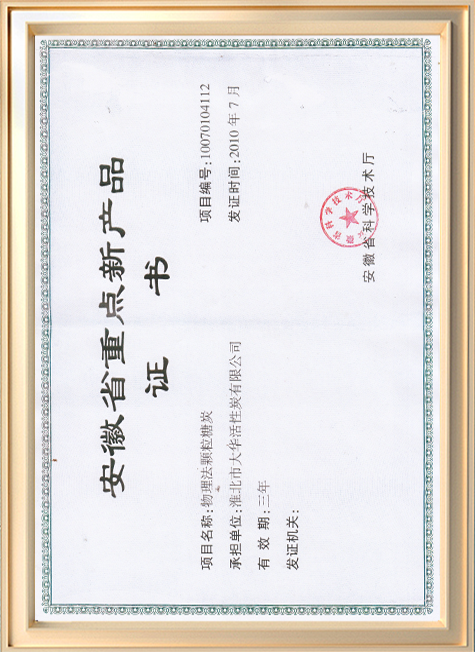 安徽省重点新产品
证书
项目名称:物理法颗粒糖炭
项目编号:10070104112
承担单位:淮北市大华活性炭有限公司
发证时间:2010 年 7 月
有 效 期:三年
发证机关:
安徽省科学技术厅